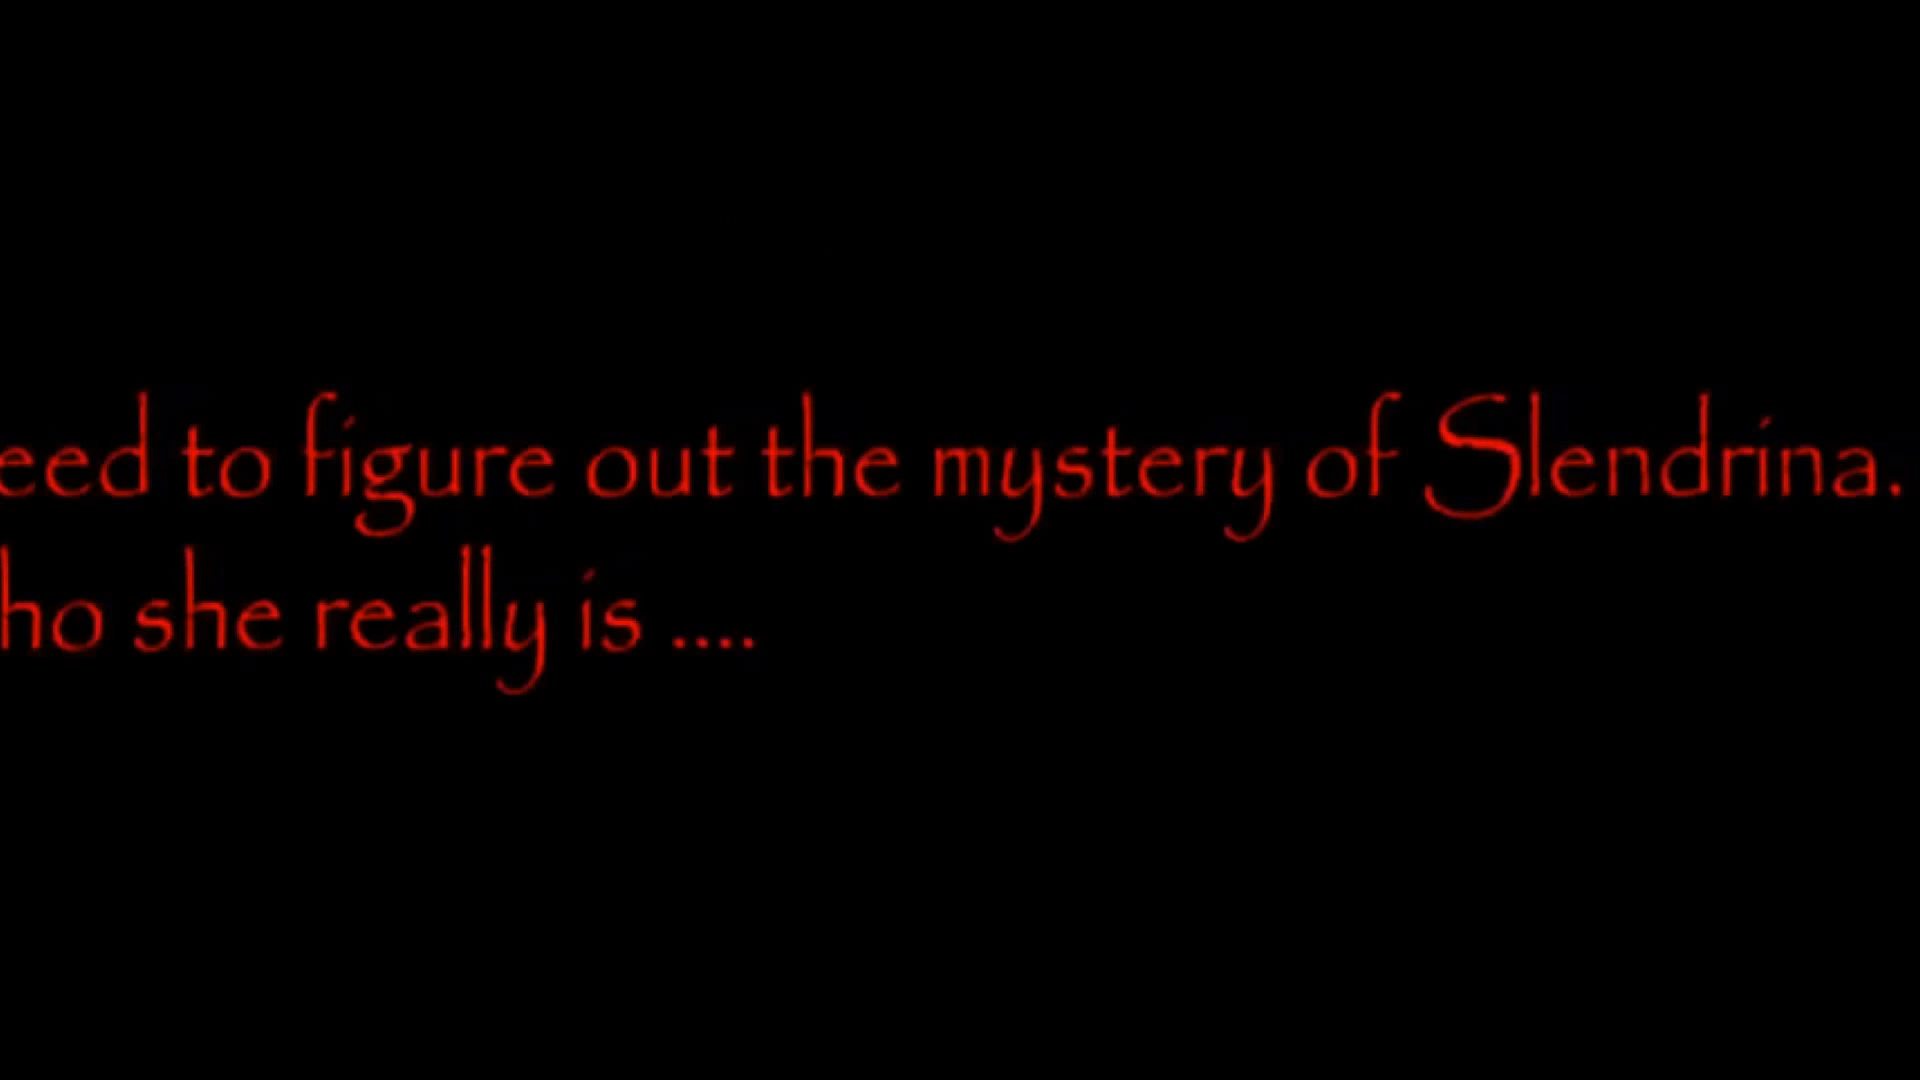 eed to figure out the mystery of Slendrina.
ho she really is ....